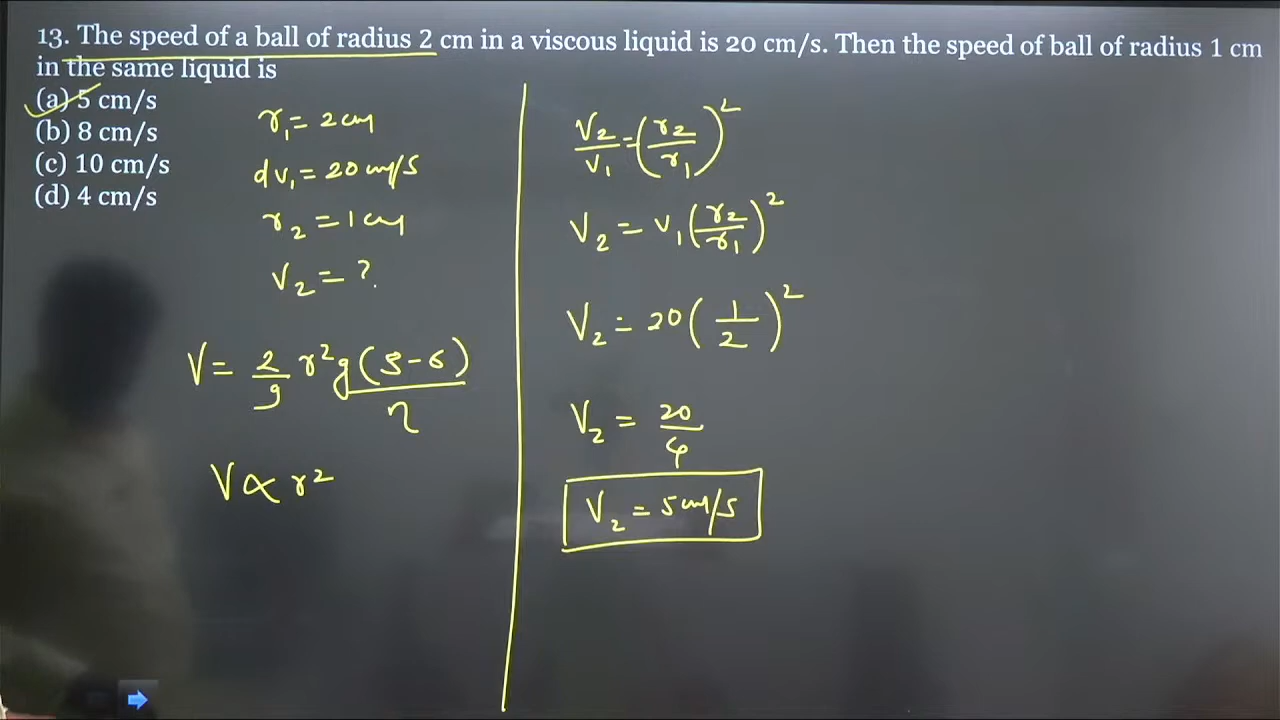 13. The speed of a ball of radius 2 cm in a viscous liquid is 20 cm/s. Then the speed of ball of radius 1 cm
in the same liquid is
(a) 5 cm/s
(b) 8 cm/s
(c) 10 cm/s
(d) 4 cm/s
r₁ = 2cm
dv₁ = 20cm/s
r₂ = 1cm
V₂ = ?
V = 2/9 r²g(ρ-σ)/η
V ∝ r²
V₂/V₁ = (r₂/r₁)²
V₂ = V₁(r₂/r₁)²
V₂ = 20(1/2)²
V₂ = 20/4
V₂ = 5cm/s